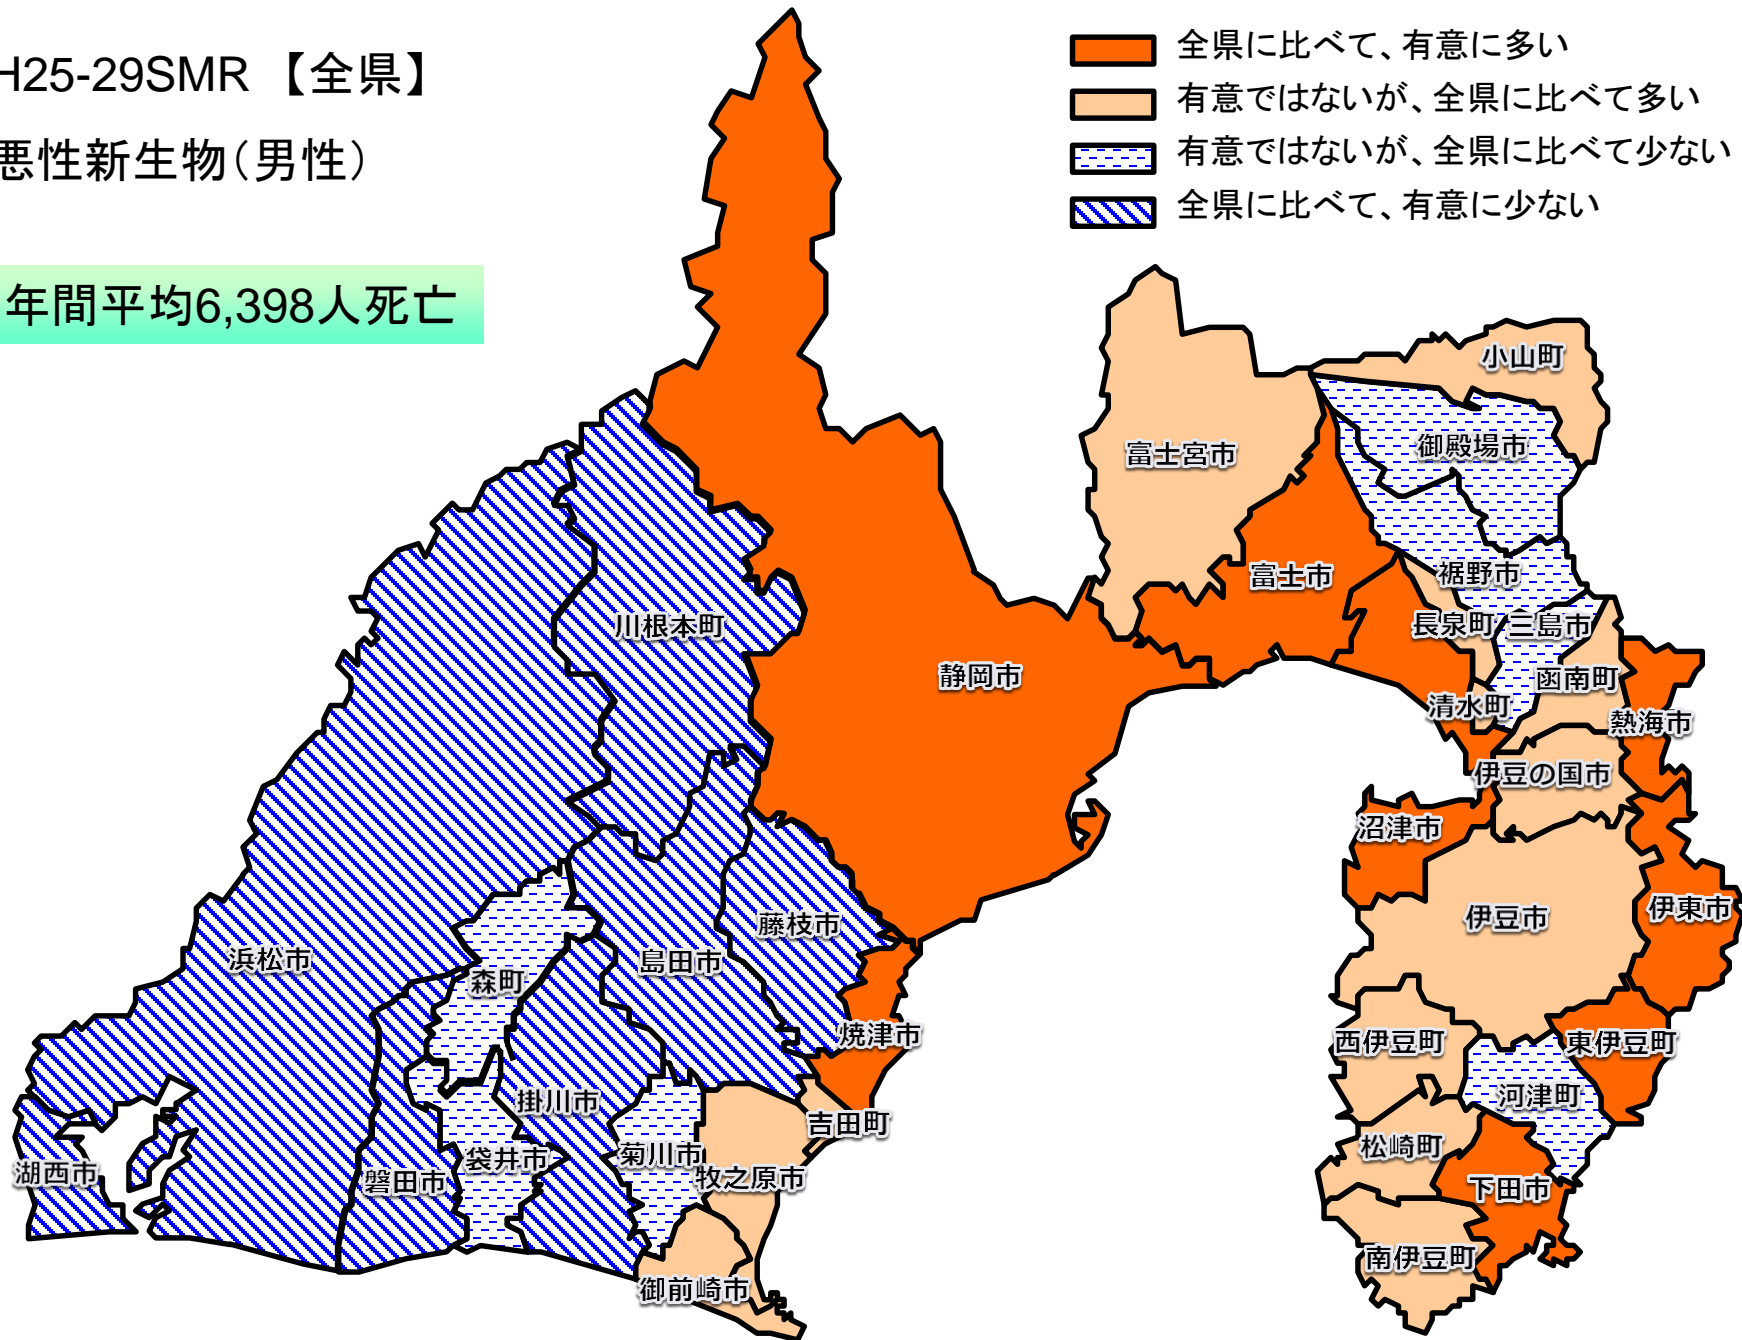 H25-29SMR 【全県】
悪性新生物(男性)
年間平均6,398人死亡
全県に比べて、有意に多い
有意ではないが、全県に比べて多い
有意ではないが、全県に比べて少ない
全県に比べて、有意に少ない
小山町
御殿場市
富士宮市
富士市
裾野市
長泉町
三島市
川根本町
静岡市
函南町
清水町
熱海市
伊豆の国市
沼津市
伊豆市
伊東市
藤枝市
島田市
浜松市
森町
焼津市
西伊豆町
東伊豆町
河津町
掛川市
吉田町
菊川市
松崎町
袋井市
湖西市
磐田市
牧之原市
下田市
南伊豆町
御前崎市